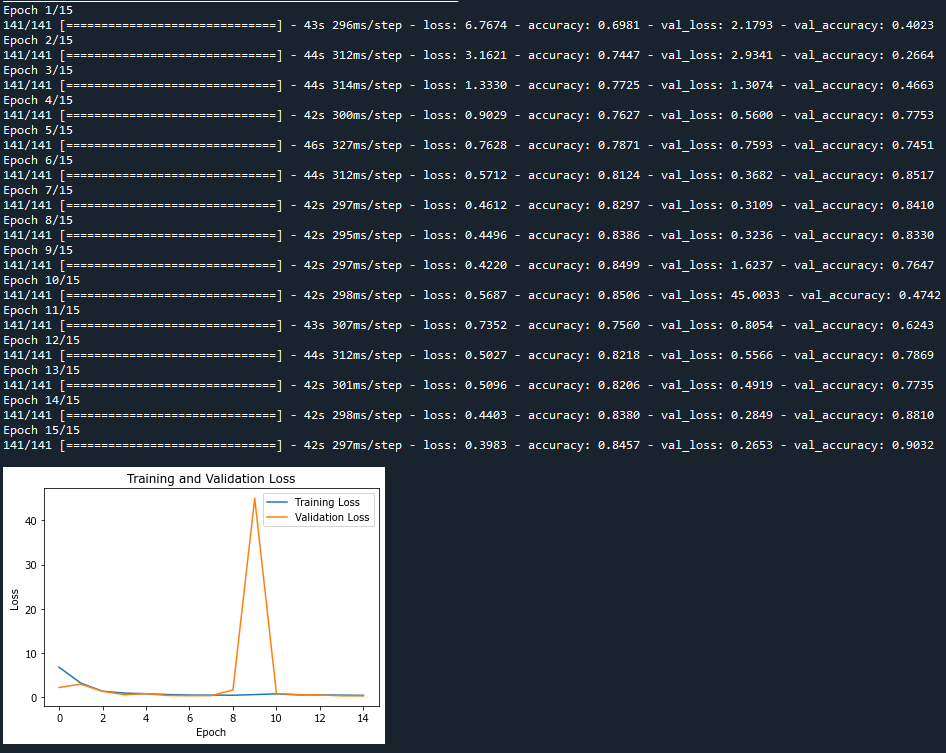 Epoch 1/15
141/141 [==============================] - 43s 296ms/step - loss: 6.7674 - accuracy: 0.6981 - val_loss: 2.1793 - val_accuracy: 0.4023
Epoch 2/15
141/141 [==============================] - 44s 312ms/step - loss: 3.1621 - accuracy: 0.7447 - val_loss: 2.9341 - val_accuracy: 0.2664
Epoch 3/15
141/141 [==============================] - 44s 314ms/step - loss: 1.3330 - accuracy: 0.7725 - val_loss: 1.3074 - val_accuracy: 0.4663
Epoch 4/15
141/141 [==============================] - 42s 300ms/step - loss: 0.9029 - accuracy: 0.7627 - val_loss: 0.5600 - val_accuracy: 0.7753
Epoch 5/15
141/141 [==============================] - 46s 327ms/step - loss: 0.7628 - accuracy: 0.7871 - val_loss: 0.7593 - val_accuracy: 0.7451
Epoch 6/15
141/141 [==============================] - 44s 312ms/step - loss: 0.5712 - accuracy: 0.8124 - val_loss: 0.3682 - val_accuracy: 0.8517
Epoch 7/15
141/141 [==============================] - 42s 297ms/step - loss: 0.4612 - accuracy: 0.8297 - val_loss: 0.3109 - val_accuracy: 0.8410
Epoch 8/15
141/141 [==============================] - 42s 295ms/step - loss: 0.4496 - accuracy: 0.8386 - val_loss: 0.3236 - val_accuracy: 0.8330
Epoch 9/15
141/141 [==============================] - 42s 297ms/step - loss: 0.4220 - accuracy: 0.8499 - val_loss: 1.6237 - val_accuracy: 0.7647
Epoch 10/15
141/141 [==============================] - 42s 298ms/step - loss: 0.5687 - accuracy: 0.8506 - val_loss: 45.0033 - val_accuracy: 0.4742
Epoch 11/15
141/141 [==============================] - 43s 307ms/step - loss: 0.7352 - accuracy: 0.7560 - val_loss: 0.8054 - val_accuracy: 0.6243
Epoch 12/15
141/141 [==============================] - 44s 312ms/step - loss: 0.5027 - accuracy: 0.8218 - val_loss: 0.5566 - val_accuracy: 0.7869
Epoch 13/15
141/141 [==============================] - 42s 301ms/step - loss: 0.5096 - accuracy: 0.8206 - val_loss: 0.4919 - val_accuracy: 0.7735
Epoch 14/15
141/141 [==============================] - 42s 298ms/step - loss: 0.4403 - accuracy: 0.8380 - val_loss: 0.2849 - val_accuracy: 0.8810
Epoch 15/15
141/141 [==============================] - 42s 297ms/step - loss: 0.3983 - accuracy: 0.8457 - val_loss: 0.2653 - val_accuracy: 0.9032
Training and Validation Loss
Training Loss
Validation Loss
40
30
20
10
0
Loss
0 2 4 6 8 10 12 14
Epoch